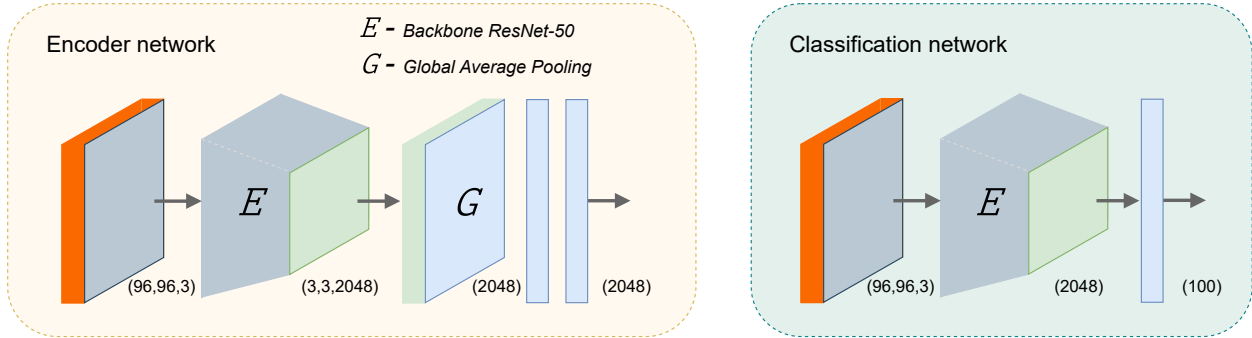 Encoder network
E - Backbone ResNet-50
G - Global Average Pooling
E
G
(96,96,3)
(3,3,2048)
(2048)
(2048)
Classification network
E
(96,96,3)
(2048)
(100)